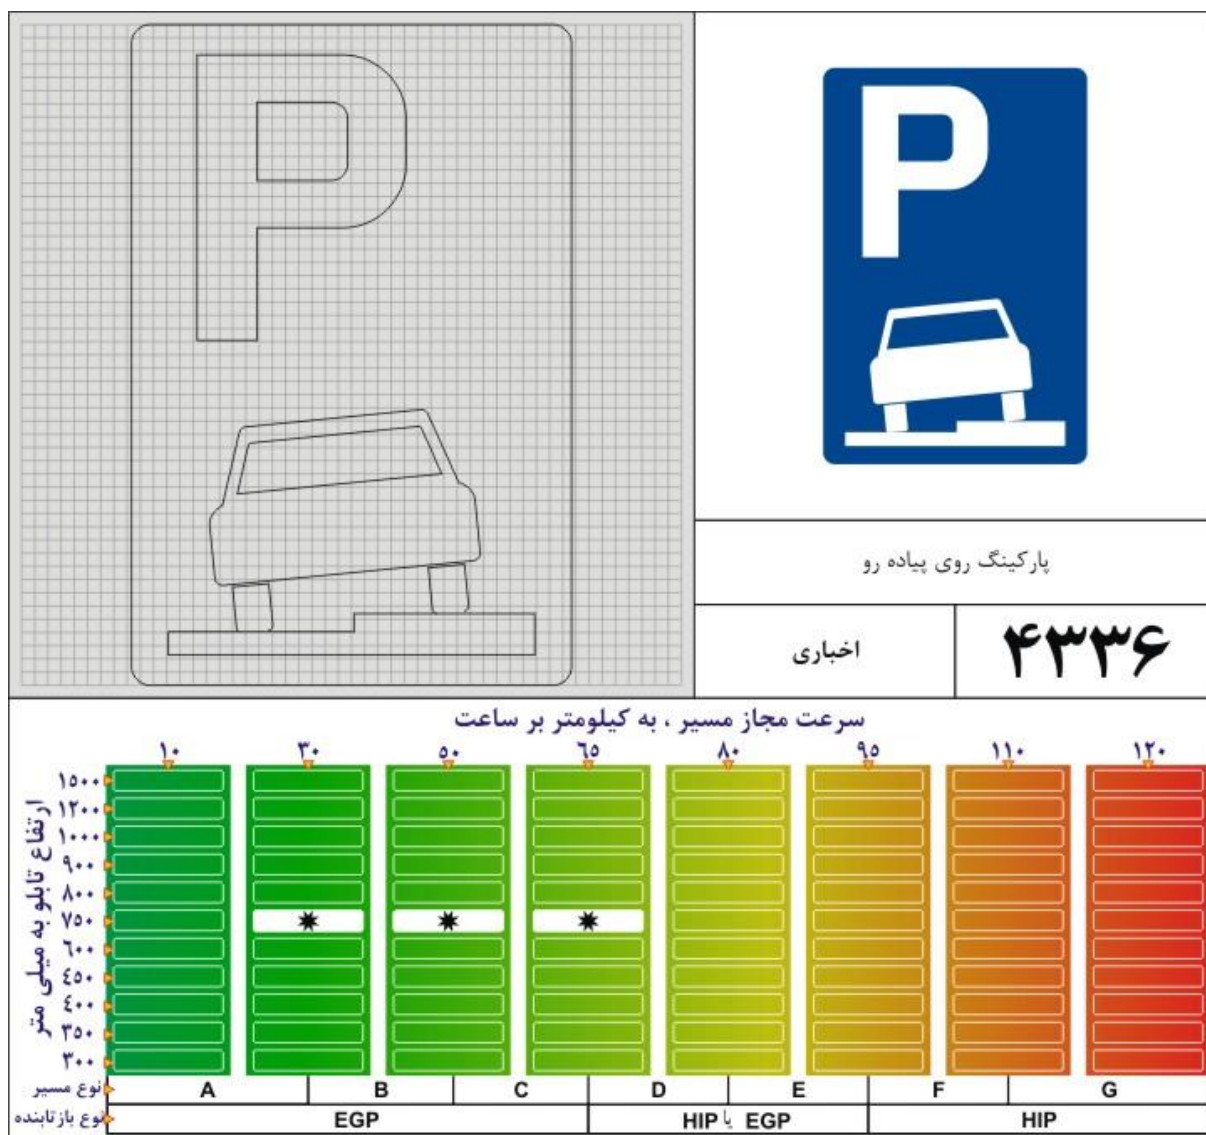 P
P
پارکینگ روی پیاده رو
اخباری
۴۳۳۶
سرعت مجاز مسیر ، به کیلومتر بر ساعت
۱۰ ۳۰ ۵۰ ٦۵ ۸۰ ۹۵ ۱۱۰ ۱۲۰
ارتفاع تابلو به میلی متر
۱۵۰۰
۱۲۰۰
۱۰۰۰
۹۰۰
۸۰۰
۷۵۰
٦۰۰
٤۵۰
٤۰۰
۳۵۰
۳۰۰
نوع مسیر A B C D E F G
نوع بازتابنده EGP HIP یا EGP HIP